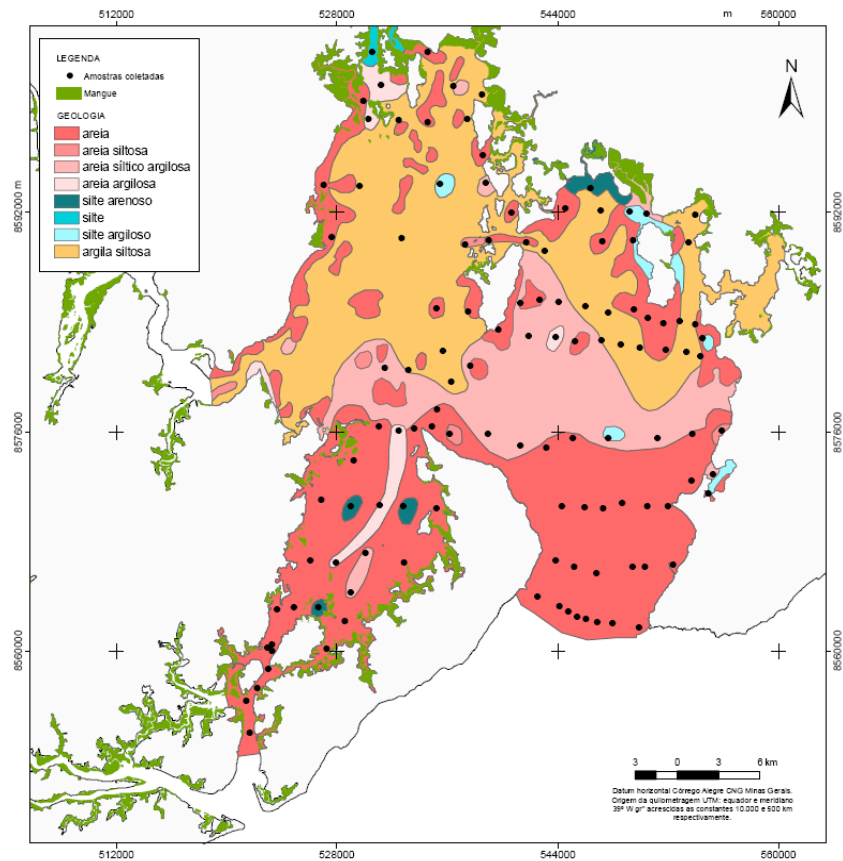 512000 528000 544000 m 560000
LEGENDA
Amostras coletadas
Mangue
GEOLOGIA
areia
areia siltosa
areia síltico argilosa
areia argilosa
silte arenoso
silte
silte argiloso
argila siltosa
N
8592000 m
8592000
8576000
8576000
8560000
8560000
3 0 3 6 km
Datum horizontal Córrego Alegre CNG Minas Gerais.
Origem da quilometragem UTM: equador e meridiano
39º W grº acrescidas as constantes 10.000 e 500 km
respectivamente.
512000 528000 544000 560000